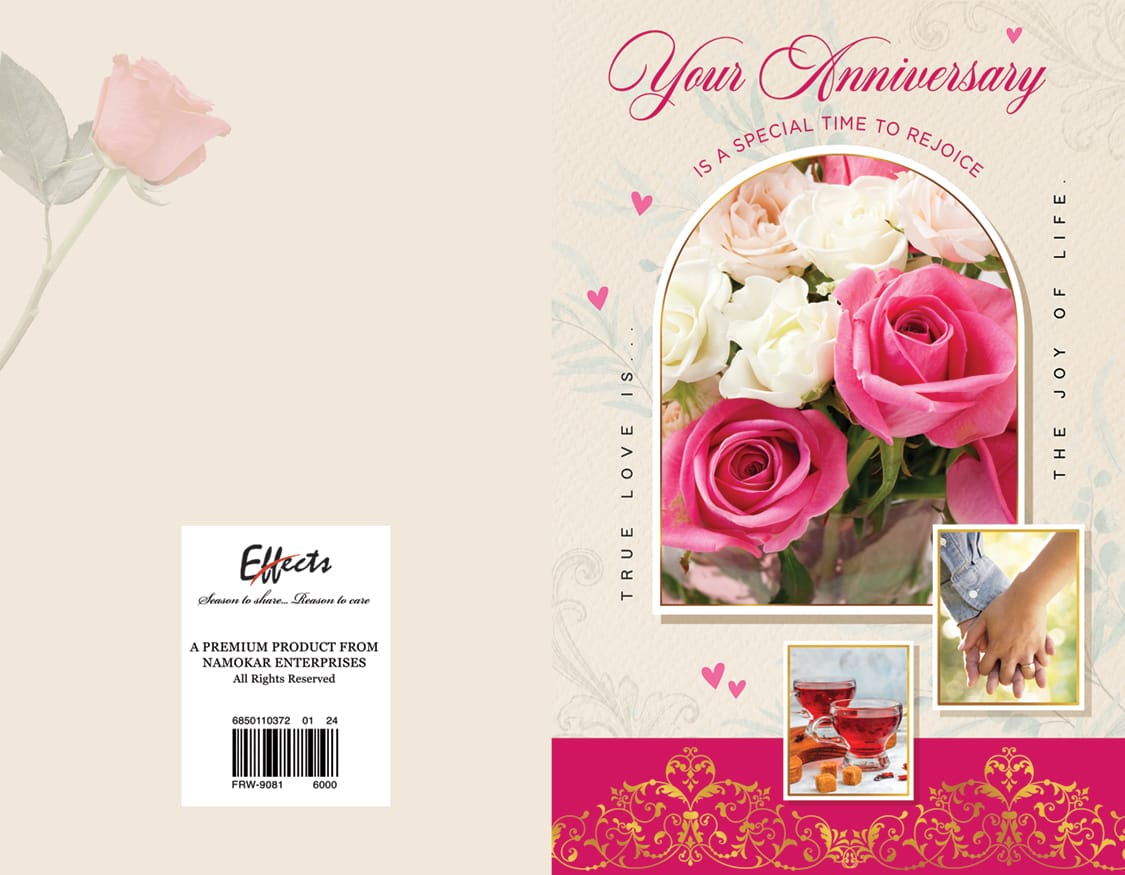 Your Anniversary
IS A SPECIAL TIME TO REJOICE
TRUE LOVE IS...
THE JOY OF LIFE.
Effects
Season to share... Reason to care
A PREMIUM PRODUCT FROM
NAMOKAR ENTERPRISES
All Rights Reserved
6850110372 01 24
FRW-9081 6000